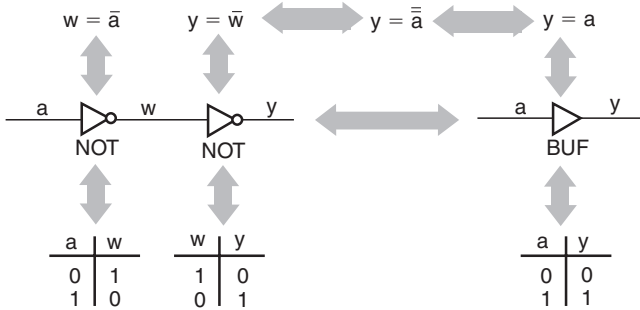 w = a̅ y = w̅ y = a̿ y = a
a w y a y
NOT NOT BUF
a w w y a y
0 1 1 0 0 0
1 0 0 1 1 1